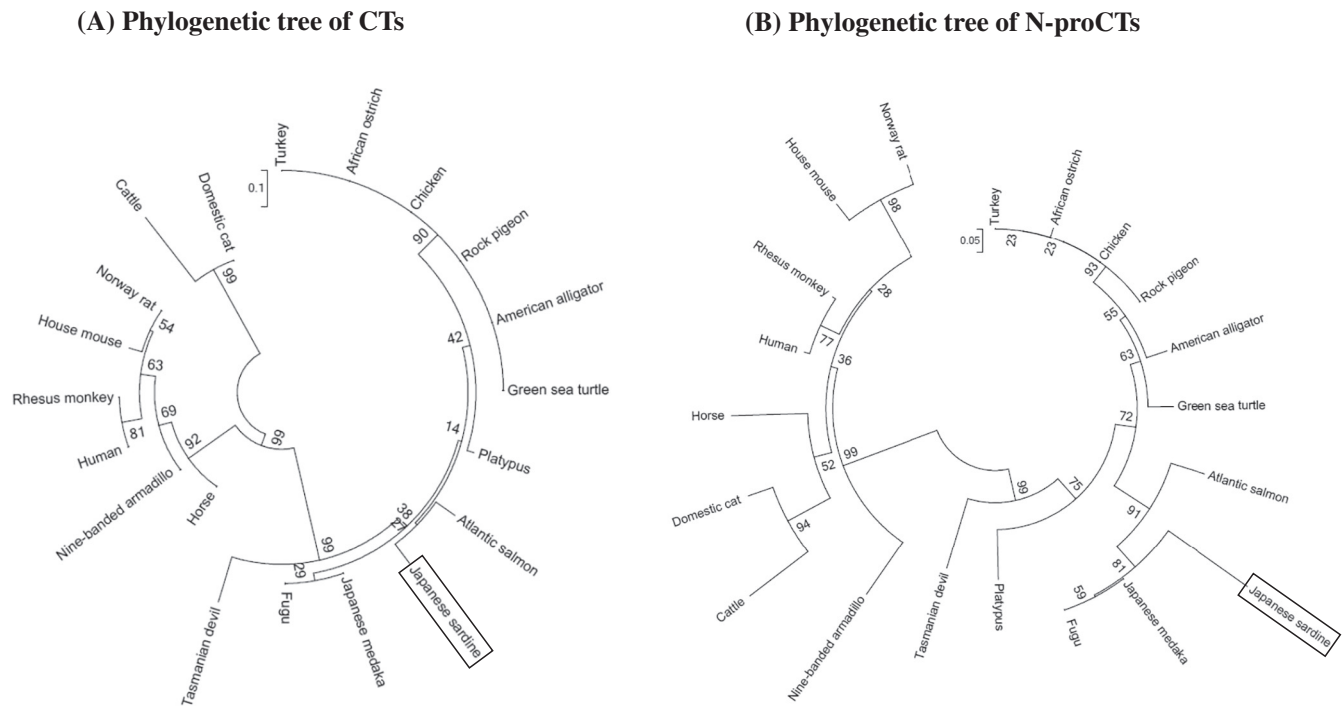 (A) Phylogenetic tree of CTs
Turkey
African ostrich
Chicken
Rock pigeon
American alligator
Green sea turtle
Platypus
Atlantic salmon
Japanese sardine
Japanese medaka
Fugu
Tasmanian devil
Horse
Nine-banded armadillo
Human
Rhesus monkey
House mouse
Norway rat
Cattle
Domestic cat
0.1
90
42
14
38
27
29
99
99
92
69
81
63
54
99
(B) Phylogenetic tree of N-proCTs
Turkey
African ostrich
Chicken
Rock pigeon
American alligator
Green sea turtle
Atlantic salmon
Japanese sardine
Japanese medaka
Fugu
Platypus
Tasmanian devil
Nine-banded armadillo
Cattle
Domestic cat
Horse
Human
Rhesus monkey
House mouse
Norway rat
0.05
23
23
93
55
63
72
91
81
59
75
99
99
94
52
36
77
28
98